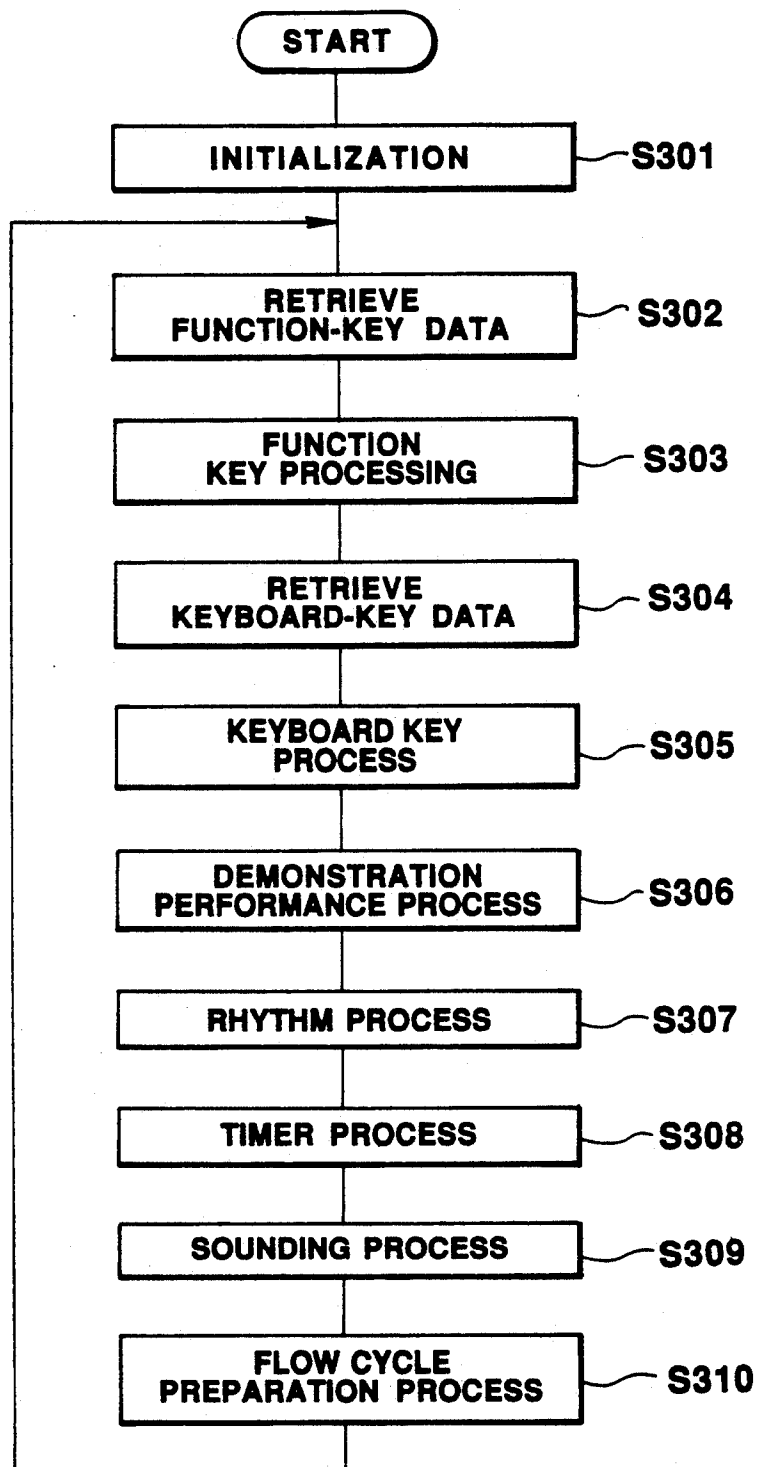 START
INITIALIZATION
S301
RETRIEVE
FUNCTION-KEY DATA
S302
FUNCTION
KEY PROCESSING
S303
RETRIEVE
KEYBOARD-KEY DATA
S304
KEYBOARD KEY
PROCESS
S305
DEMONSTRATION
PERFORMANCE PROCESS
S306
RHYTHM PROCESS
S307
TIMER PROCESS
S308
SOUNDING PROCESS
S309
FLOW CYCLE
PREPARATION PROCESS
S310